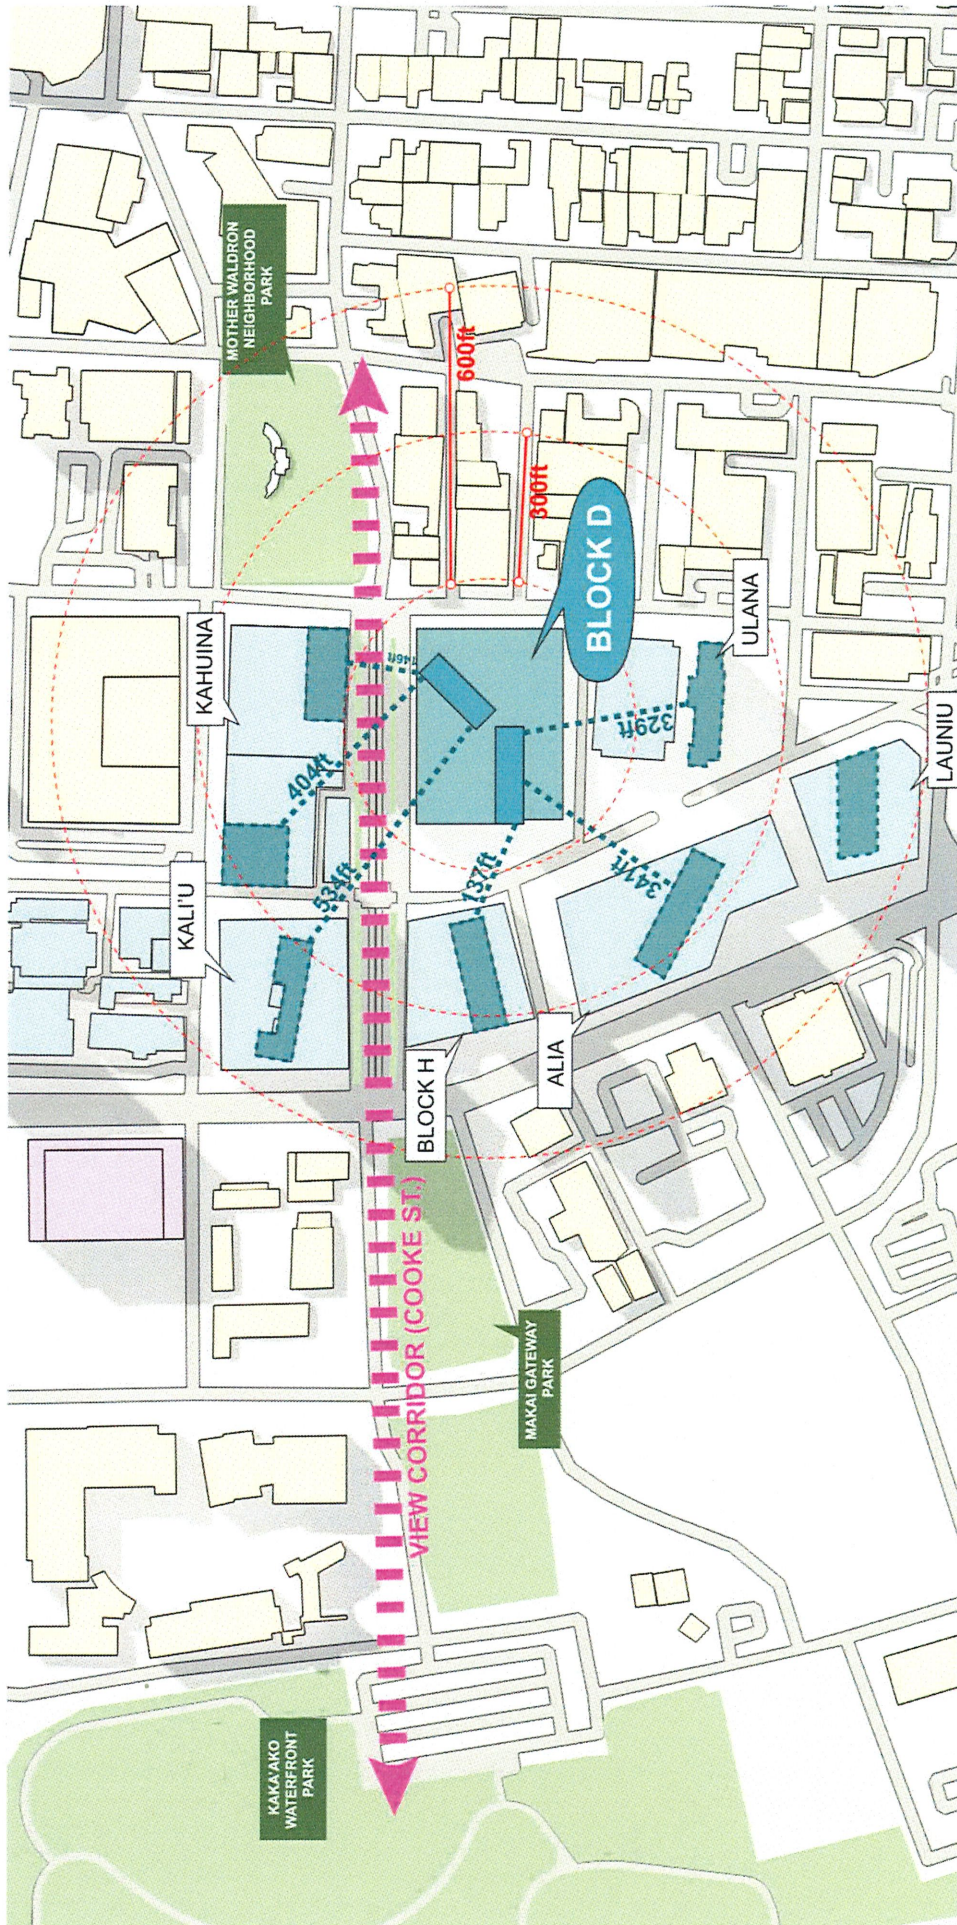 MOTHER WALDRON
NEIGHBORHOOD
PARK
600ft
300ft
BLOCK D
KAHUINA
146ft
404ft
ULANA
329ft
KALI'U
534ft
137ft
341ft
LAUNIU
BLOCK H
ALIA
VIEW CORRIDOR (COOKE ST.)
MAKAI GATEWAY
PARK
KAKA'AKO
WATERFRONT
PARK